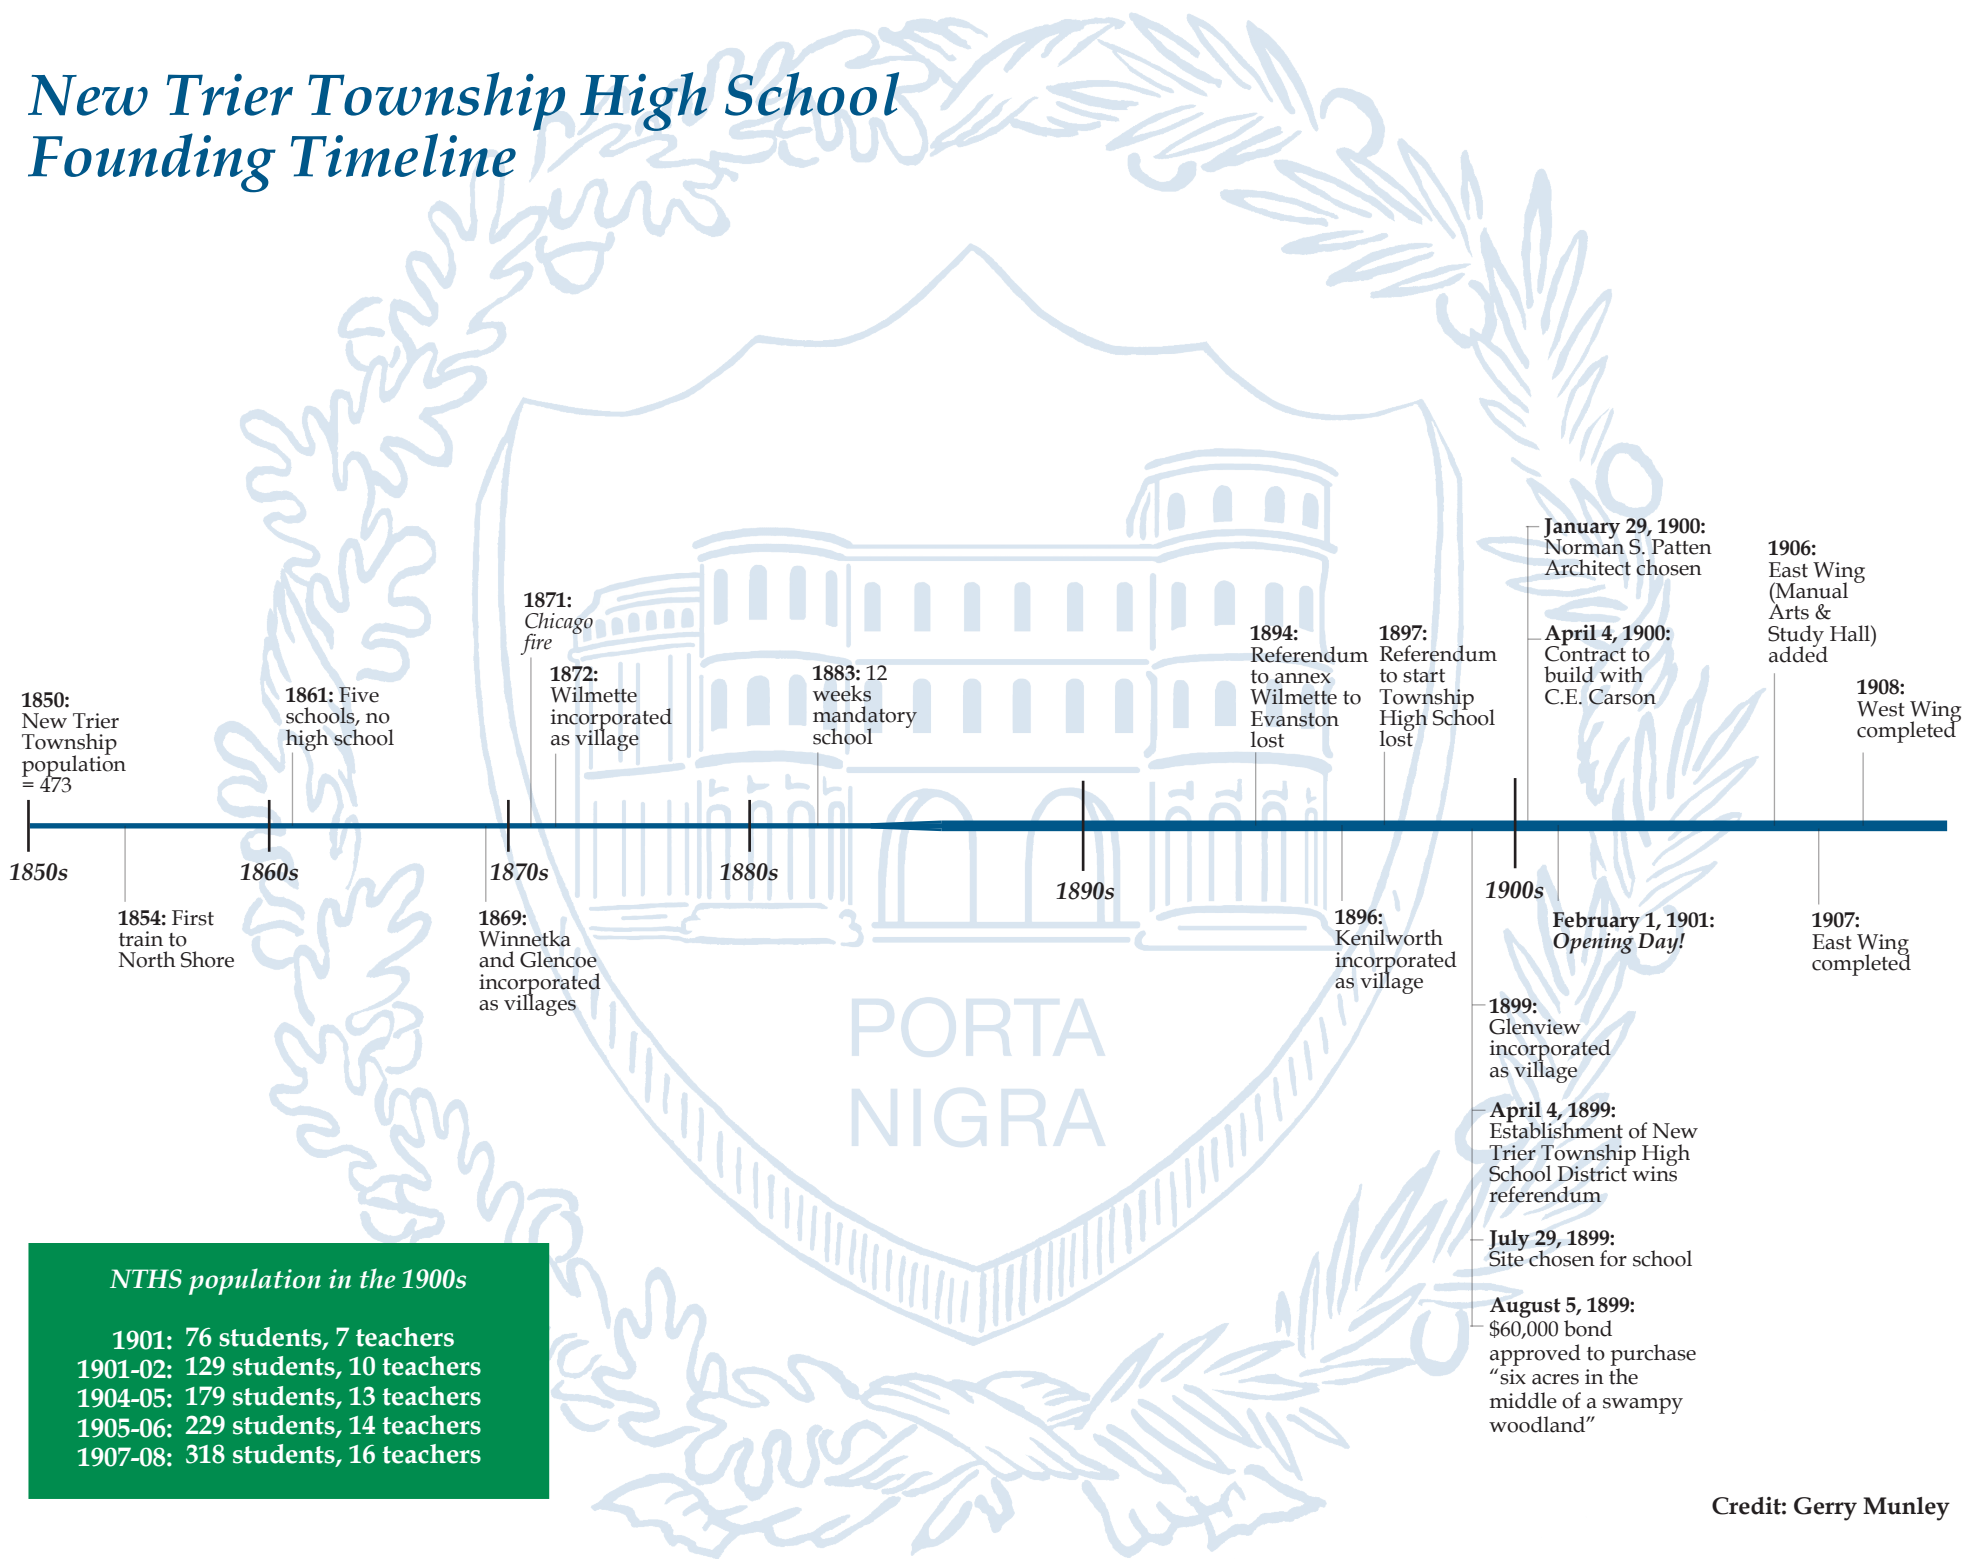 New Trier Township High School
Founding Timeline
January 29, 1900:
Norman S. Patten
Architect chosen
1906:
East Wing
(Manual
Arts &
Study Hall)
added
1871:
Chicago
fire
1894:
Referendum
to annex
Wilmette to
Evanston
lost
1897:
Referendum
to start
Township
High School
lost
April 4, 1900:
Contract to
build with
C.E. Carson
1872:
Wilmette
incorporated
as village
1883: 12
weeks
mandatory
school
1908:
West Wing
completed
1850:
New Trier
Township
population
= 473
1861: Five
schools, no
high school
1850s
1860s
1870s
1880s
1890s
1900s
1854: First
train to
North Shore
1869:
Winnetka
and Glencoe
incorporated
as villages
1896:
Kenilworth
incorporated
as village
February 1, 1901:
Opening Day!
1907:
East Wing
completed
PORTA
NIGRA
1899:
Glenview
incorporated
as village
April 4, 1899:
Establishment of New
Trier Township High
School District wins
referendum
July 29, 1899:
Site chosen for school
August 5, 1899:
$60,000 bond
approved to purchase
“six acres in the
middle of a swampy
woodland”
NTHS population in the 1900s
1901: 76 students, 7 teachers
1901-02: 129 students, 10 teachers
1904-05: 179 students, 13 teachers
1905-06: 229 students, 14 teachers
1907-08: 318 students, 16 teachers
Credit: Gerry Munley